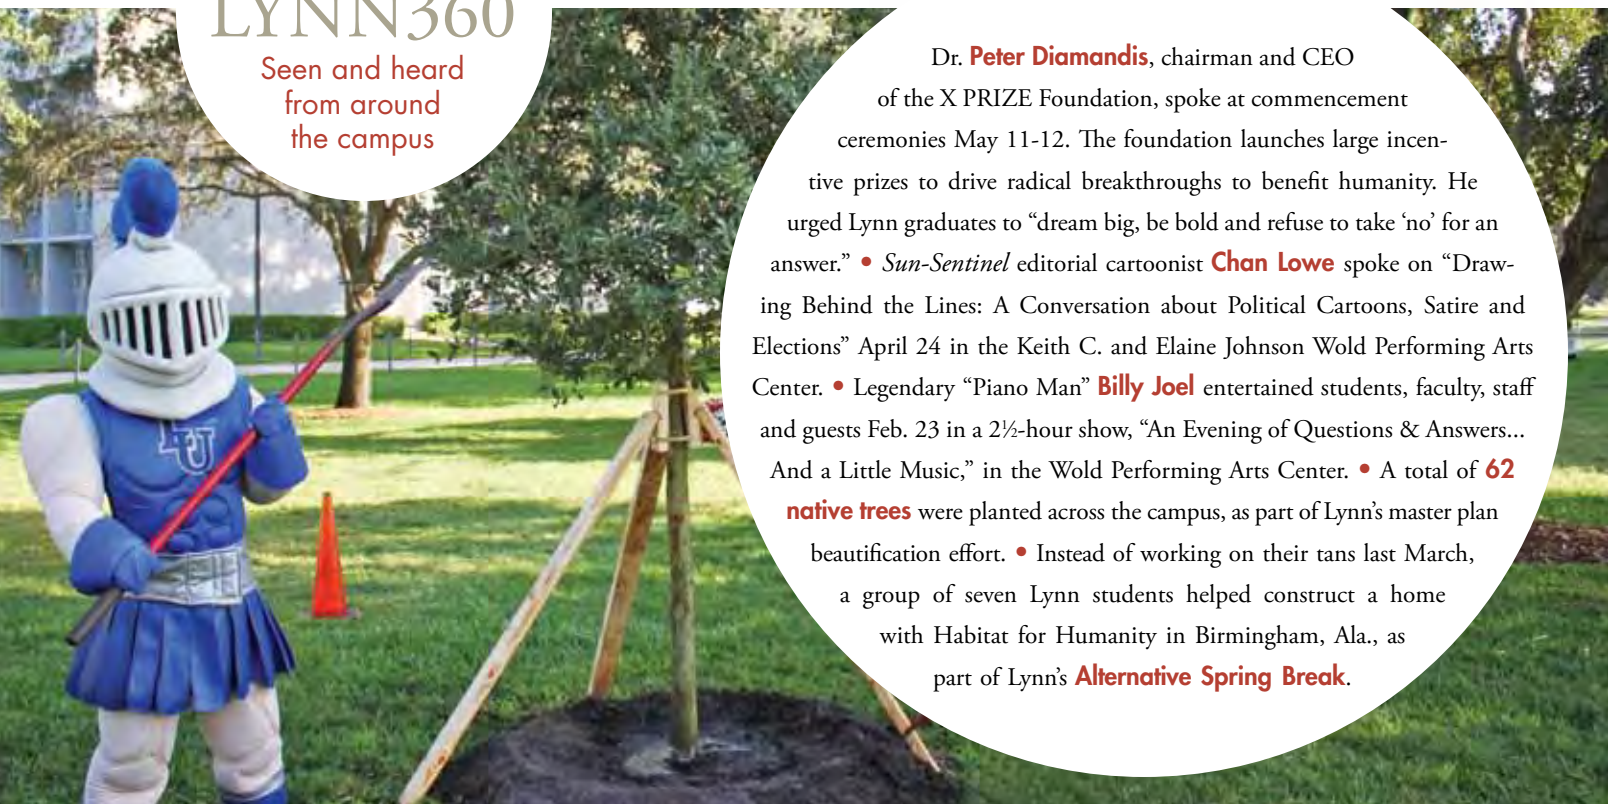 LYNN360
Seen and heard
from around
the campus
Dr. Peter Diamandis, chairman and CEO
of the X PRIZE Foundation, spoke at commencement
ceremonies May 11-12. The foundation launches large incen-
tive prizes to drive radical breakthroughs to benefit humanity. He
urged Lynn graduates to “dream big, be bold and refuse to take ‘no’ for an
answer.” • Sun-Sentinel editorial cartoonist Chan Lowe spoke on “Draw-
ing Behind the Lines: A Conversation about Political Cartoons, Satire and
Elections” April 24 in the Keith C. and Elaine Johnson Wold Performing Arts
Center. • Legendary “Piano Man” Billy Joel entertained students, faculty, staff
and guests Feb. 23 in a 2½-hour show, “An Evening of Questions & Answers...
And a Little Music,” in the Wold Performing Arts Center. • A total of 62
native trees were planted across the campus, as part of Lynn’s master plan
beautification effort. • Instead of working on their tans last March,
a group of seven Lynn students helped construct a home
with Habitat for Humanity in Birmingham, Ala., as
part of Lynn’s Alternative Spring Break.
LU